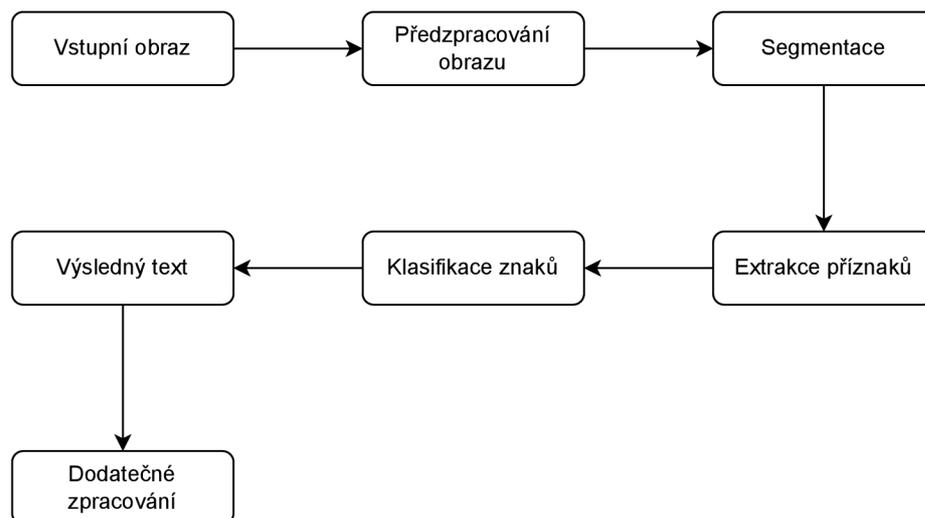 Vstupní obraz
Předzpracování
obrazu
Segmentace
Extrakce příznaků
Klasifikace znaků
Výsledný text
Dodatečné
zpracování